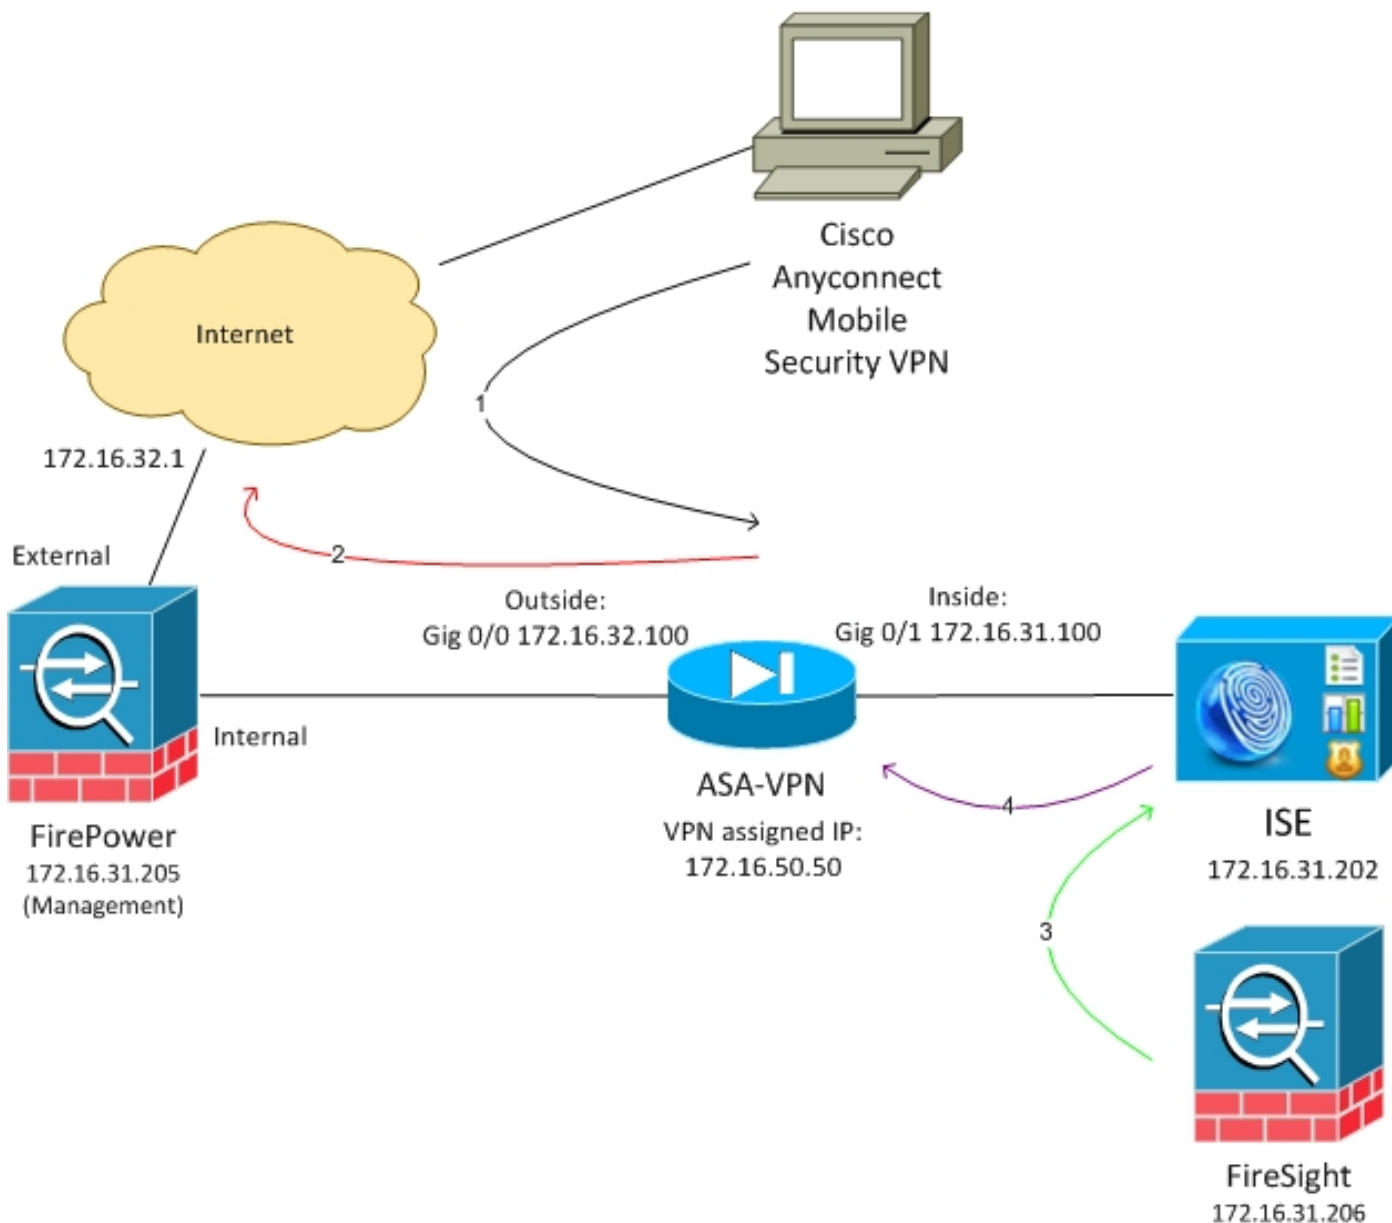 Cisco
Anyconnect
Mobile
Security VPN
Internet
1
172.16.32.1
2
External
Outside:
Gig 0/0 172.16.32.100
Inside:
Gig 0/1 172.16.31.100
Internal
FirePower
172.16.31.205
(Management)
ASA-VPN
VPN assigned IP:
172.16.50.50
4
ISE
172.16.31.202
3
FireSight
172.16.31.206